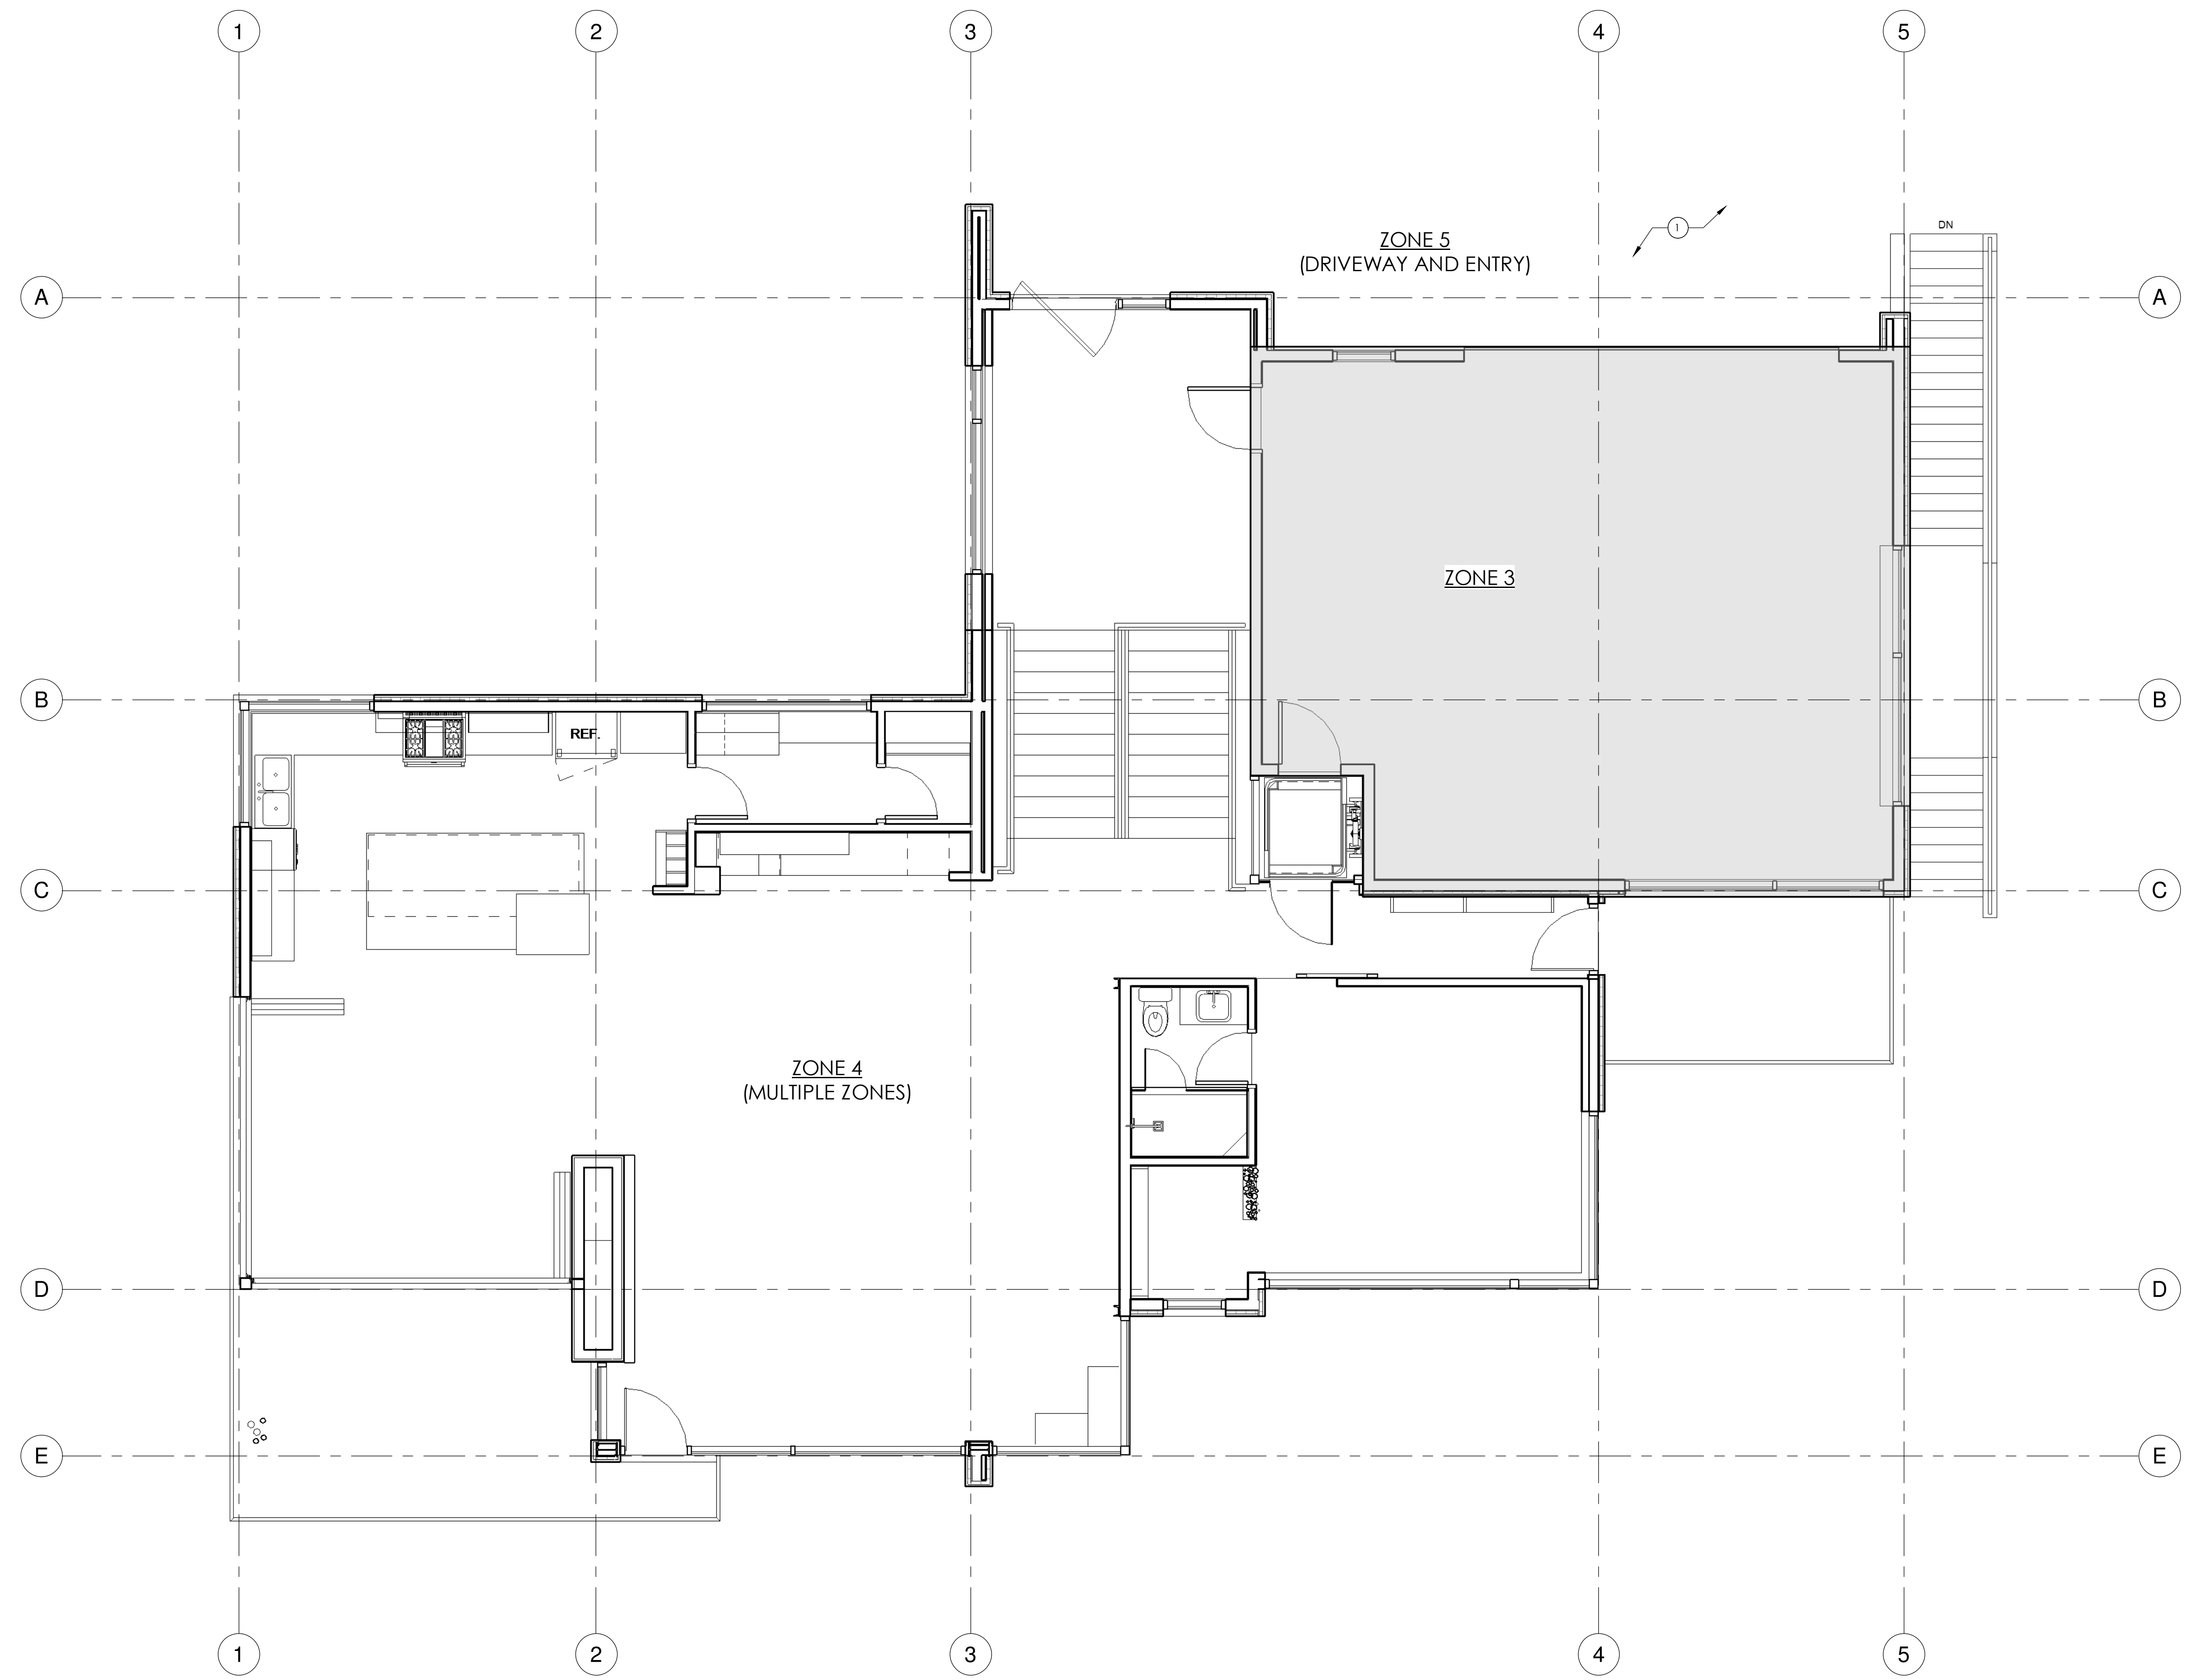 1 2 3 4 5
DN
1
ZONE 5
(DRIVEWAY AND ENTRY)
A A
ZONE 3
B B
REF.
C C
ZONE 4
(MULTIPLE ZONES)
D D
E E
1 2 3 4 5